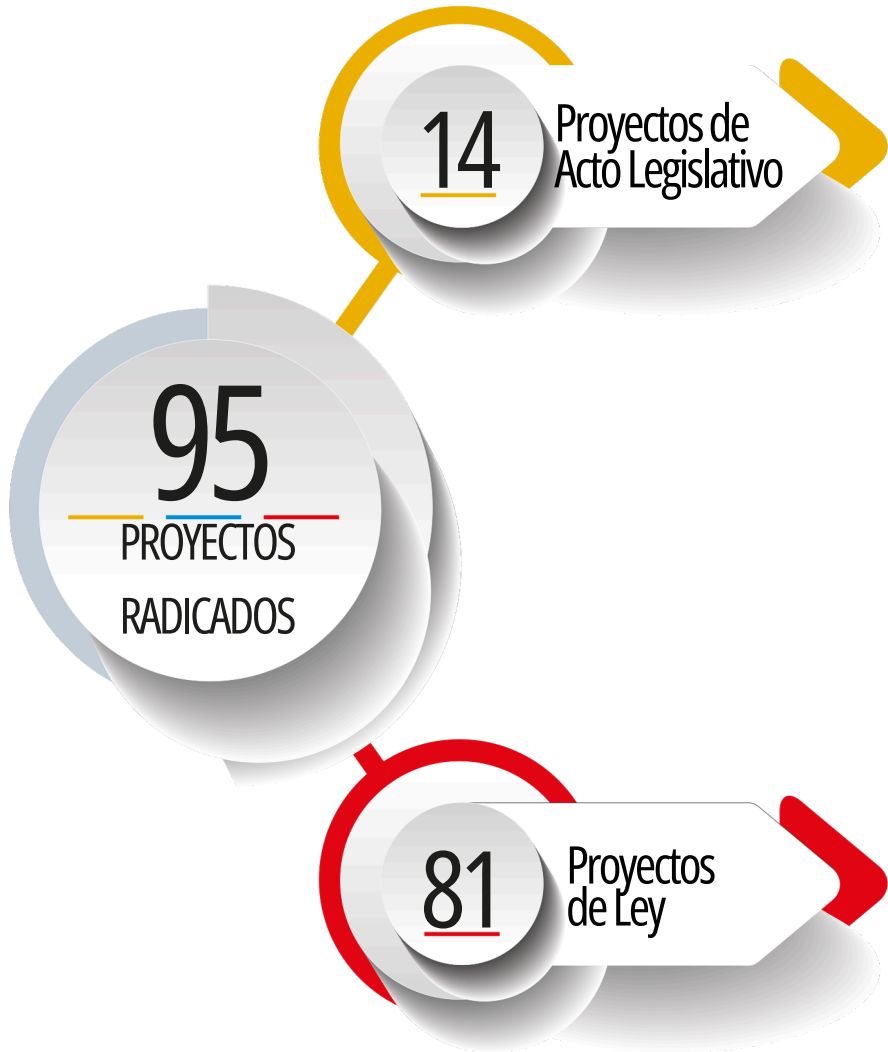 14
Proyectos de
Acto Legislativo
95
PROYECTOS
RADICADOS
81
Proyectos
de Ley